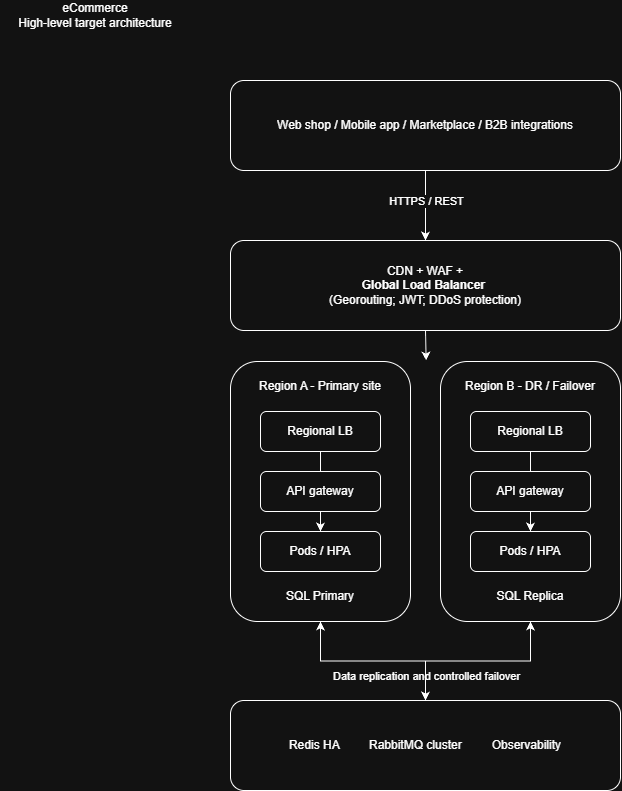 eCommerce
High-level target architecture
Web shop / Mobile app / Marketplace / B2B integrations
HTTPS / REST
CDN + WAF +
Global Load Balancer
(Georouting; JWT; DDoS protection)
Region A - Primary site
Regional LB
API gateway
Pods / HPA
SQL Primary
Region B - DR / Failover
Regional LB
API gateway
Pods / HPA
SQL Replica
Data replication and controlled failover
Redis HA
RabbitMQ cluster
Observability